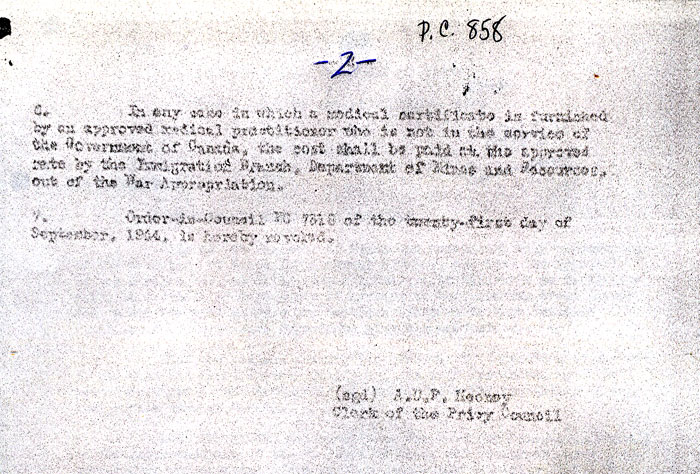 P.C. 858
-2-
6. In any case in which a medical certificate is furnished
by an approved medical practitioner who is not in the service of
the Government of Canada, the cost shall be paid at the approved
rate by the Immigration Branch, Department of Mines and Resources,
out of the War Appropriation.
7. Order-in-Council PC 7318 of the twenty-first day of
September, 1944, is hereby revoked.
(sgd) A.D.P. Heeney
Clerk of the Privy Council